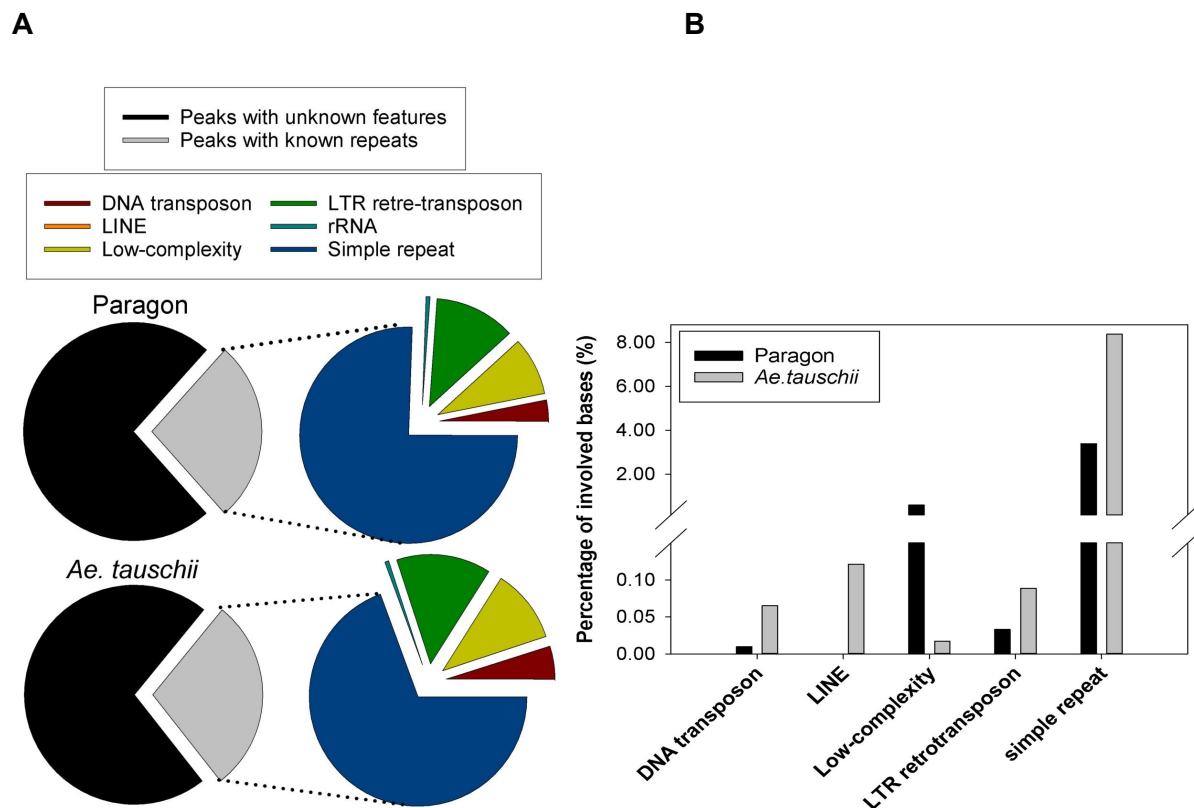 A
B
Peaks with unknown features
Peaks with known repeats
DNA transposon
LTR retre-transposon
LINE
rRNA
Low-complexity
Simple repeat
Paragon
Ae. tauschii
Percentage of involved bases (%)
8.00
6.00
4.00
2.00
0.10
0.05
0.00
Paragon
Ae.tauschii
DNA transposon
LINE
Low-complexity
LTR retrotransposon
simple repeat